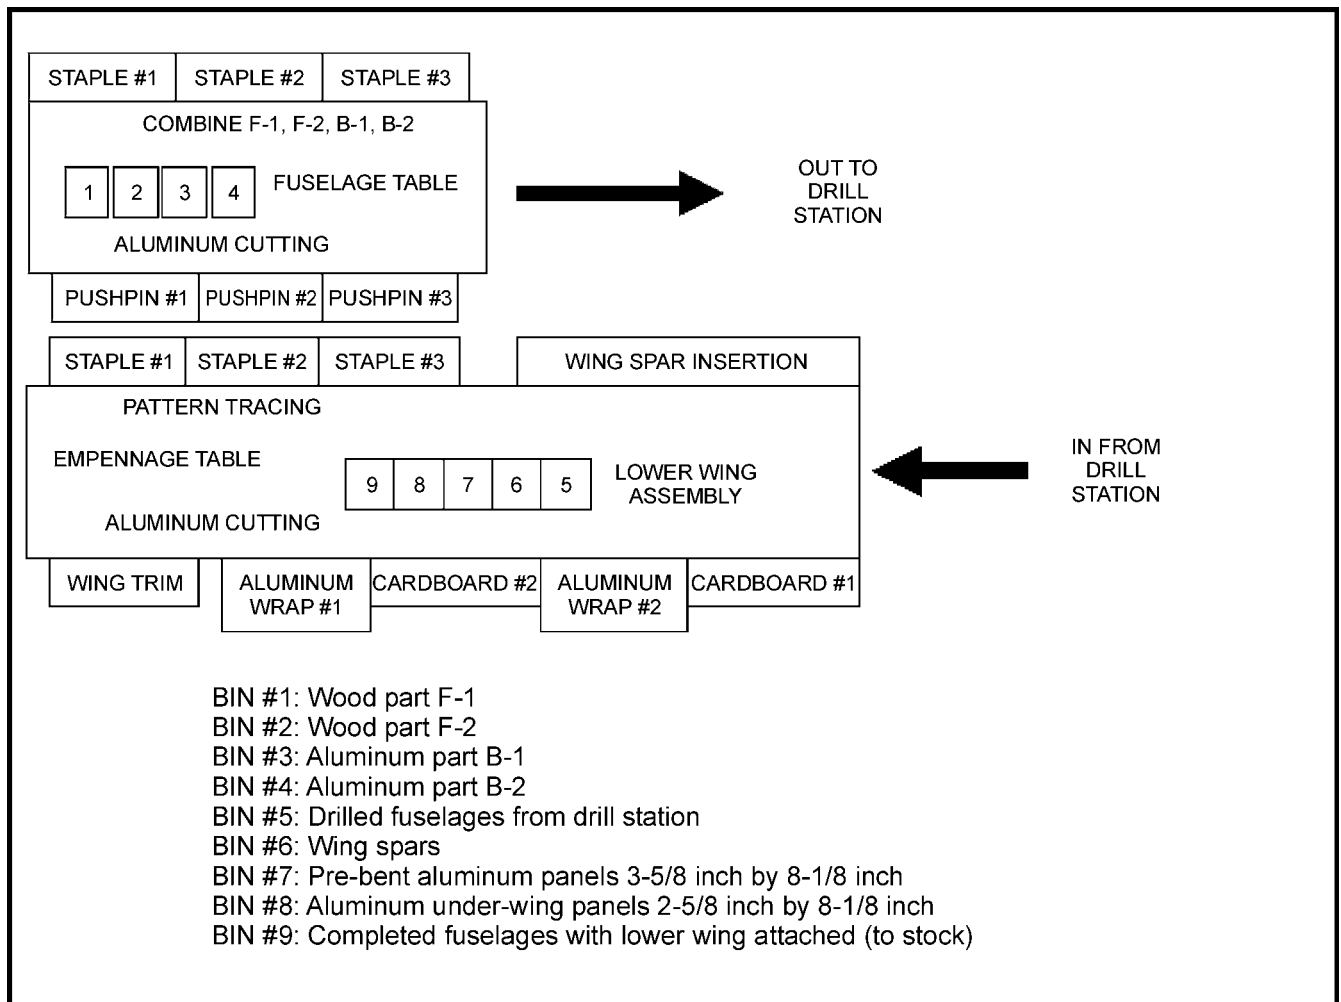 STAPLE #1 STAPLE #2 STAPLE #3
COMBINE F-1, F-2, B-1, B-2
1 2 3 4
FUSELAGE TABLE
ALUMINUM CUTTING
PUSHPIN #1 PUSHPIN #2 PUSHPIN #3
OUT TO
DRILL
STATION
STAPLE #1 STAPLE #2 STAPLE #3
WING SPAR INSERTION
PATTERN TRACING
EMPENNAGE TABLE
9 8 7 6 5
LOWER WING
ASSEMBLY
ALUMINUM CUTTING
IN FROM
DRILL
STATION
WING TRIM
ALUMINUM
WRAP #1
CARDBOARD #2
ALUMINUM
WRAP #2
CARDBOARD #1
BIN #1: Wood part F-1
BIN #2: Wood part F-2
BIN #3: Aluminum part B-1
BIN #4: Aluminum part B-2
BIN #5: Drilled fuselages from drill station
BIN #6: Wing spars
BIN #7: Pre-bent aluminum panels 3-5/8 inch by 8-1/8 inch
BIN #8: Aluminum under-wing panels 2-5/8 inch by 8-1/8 inch
BIN #9: Completed fuselages with lower wing attached (to stock)